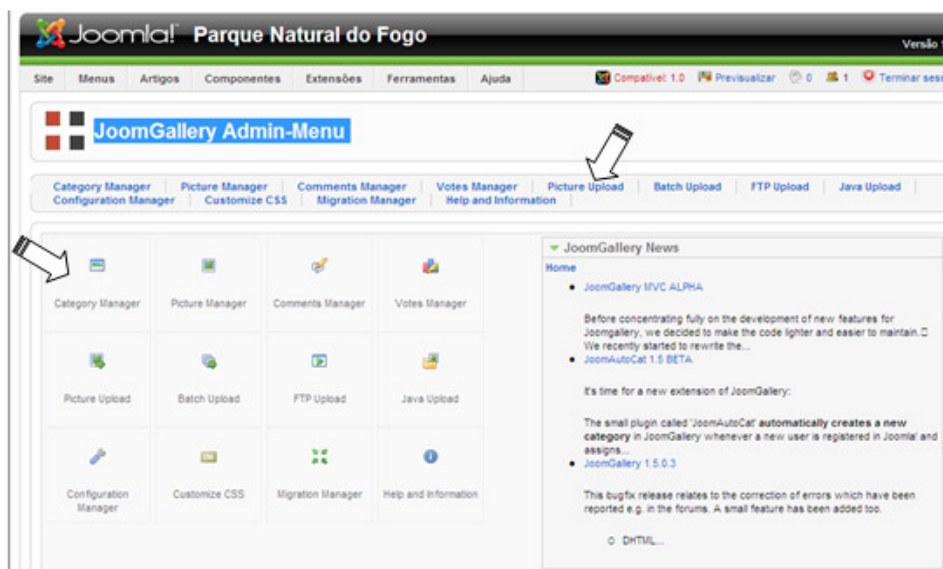 Joomla! Parque Natural do Fogo
Versão
Site Menus Artigos Componentes Extensões Ferramentas Ajuda Compatível: 1.0 Previsualizar 0 1 Terminar sess
JoomGallery Admin-Menu
Category Manager Picture Manager Comments Manager Votes Manager Picture Upload Batch Upload FTP Upload Java Upload
Configuration Manager Customize CSS Migration Manager Help and Information
Category Manager Picture Manager Comments Manager Votes Manager
Picture Upload Batch Upload FTP Upload Java Upload
Configuration Manager Customize CSS Migration Manager Help and Information
JoomGallery News
Home
JoomGallery MVC ALPHA
Before concentrating fully on the development of new features for
Joomgallery, we decided to make the code lighter and easier to maintain.
We recently started to rewrite the...
JoomAutoCat 1.5 BETA
It's time for a new extension of JoomGallery:
The small plugin called 'JoomAutoCat' automatically creates a new
category in JoomGallery whenever a new user is registered in Joomla! and
assigns...
JoomGallery 1.5.0.3
This bugfix release relates to the correction of errors which have been
reported e.g. in the forums. A small feature has been added too.
DHTML...